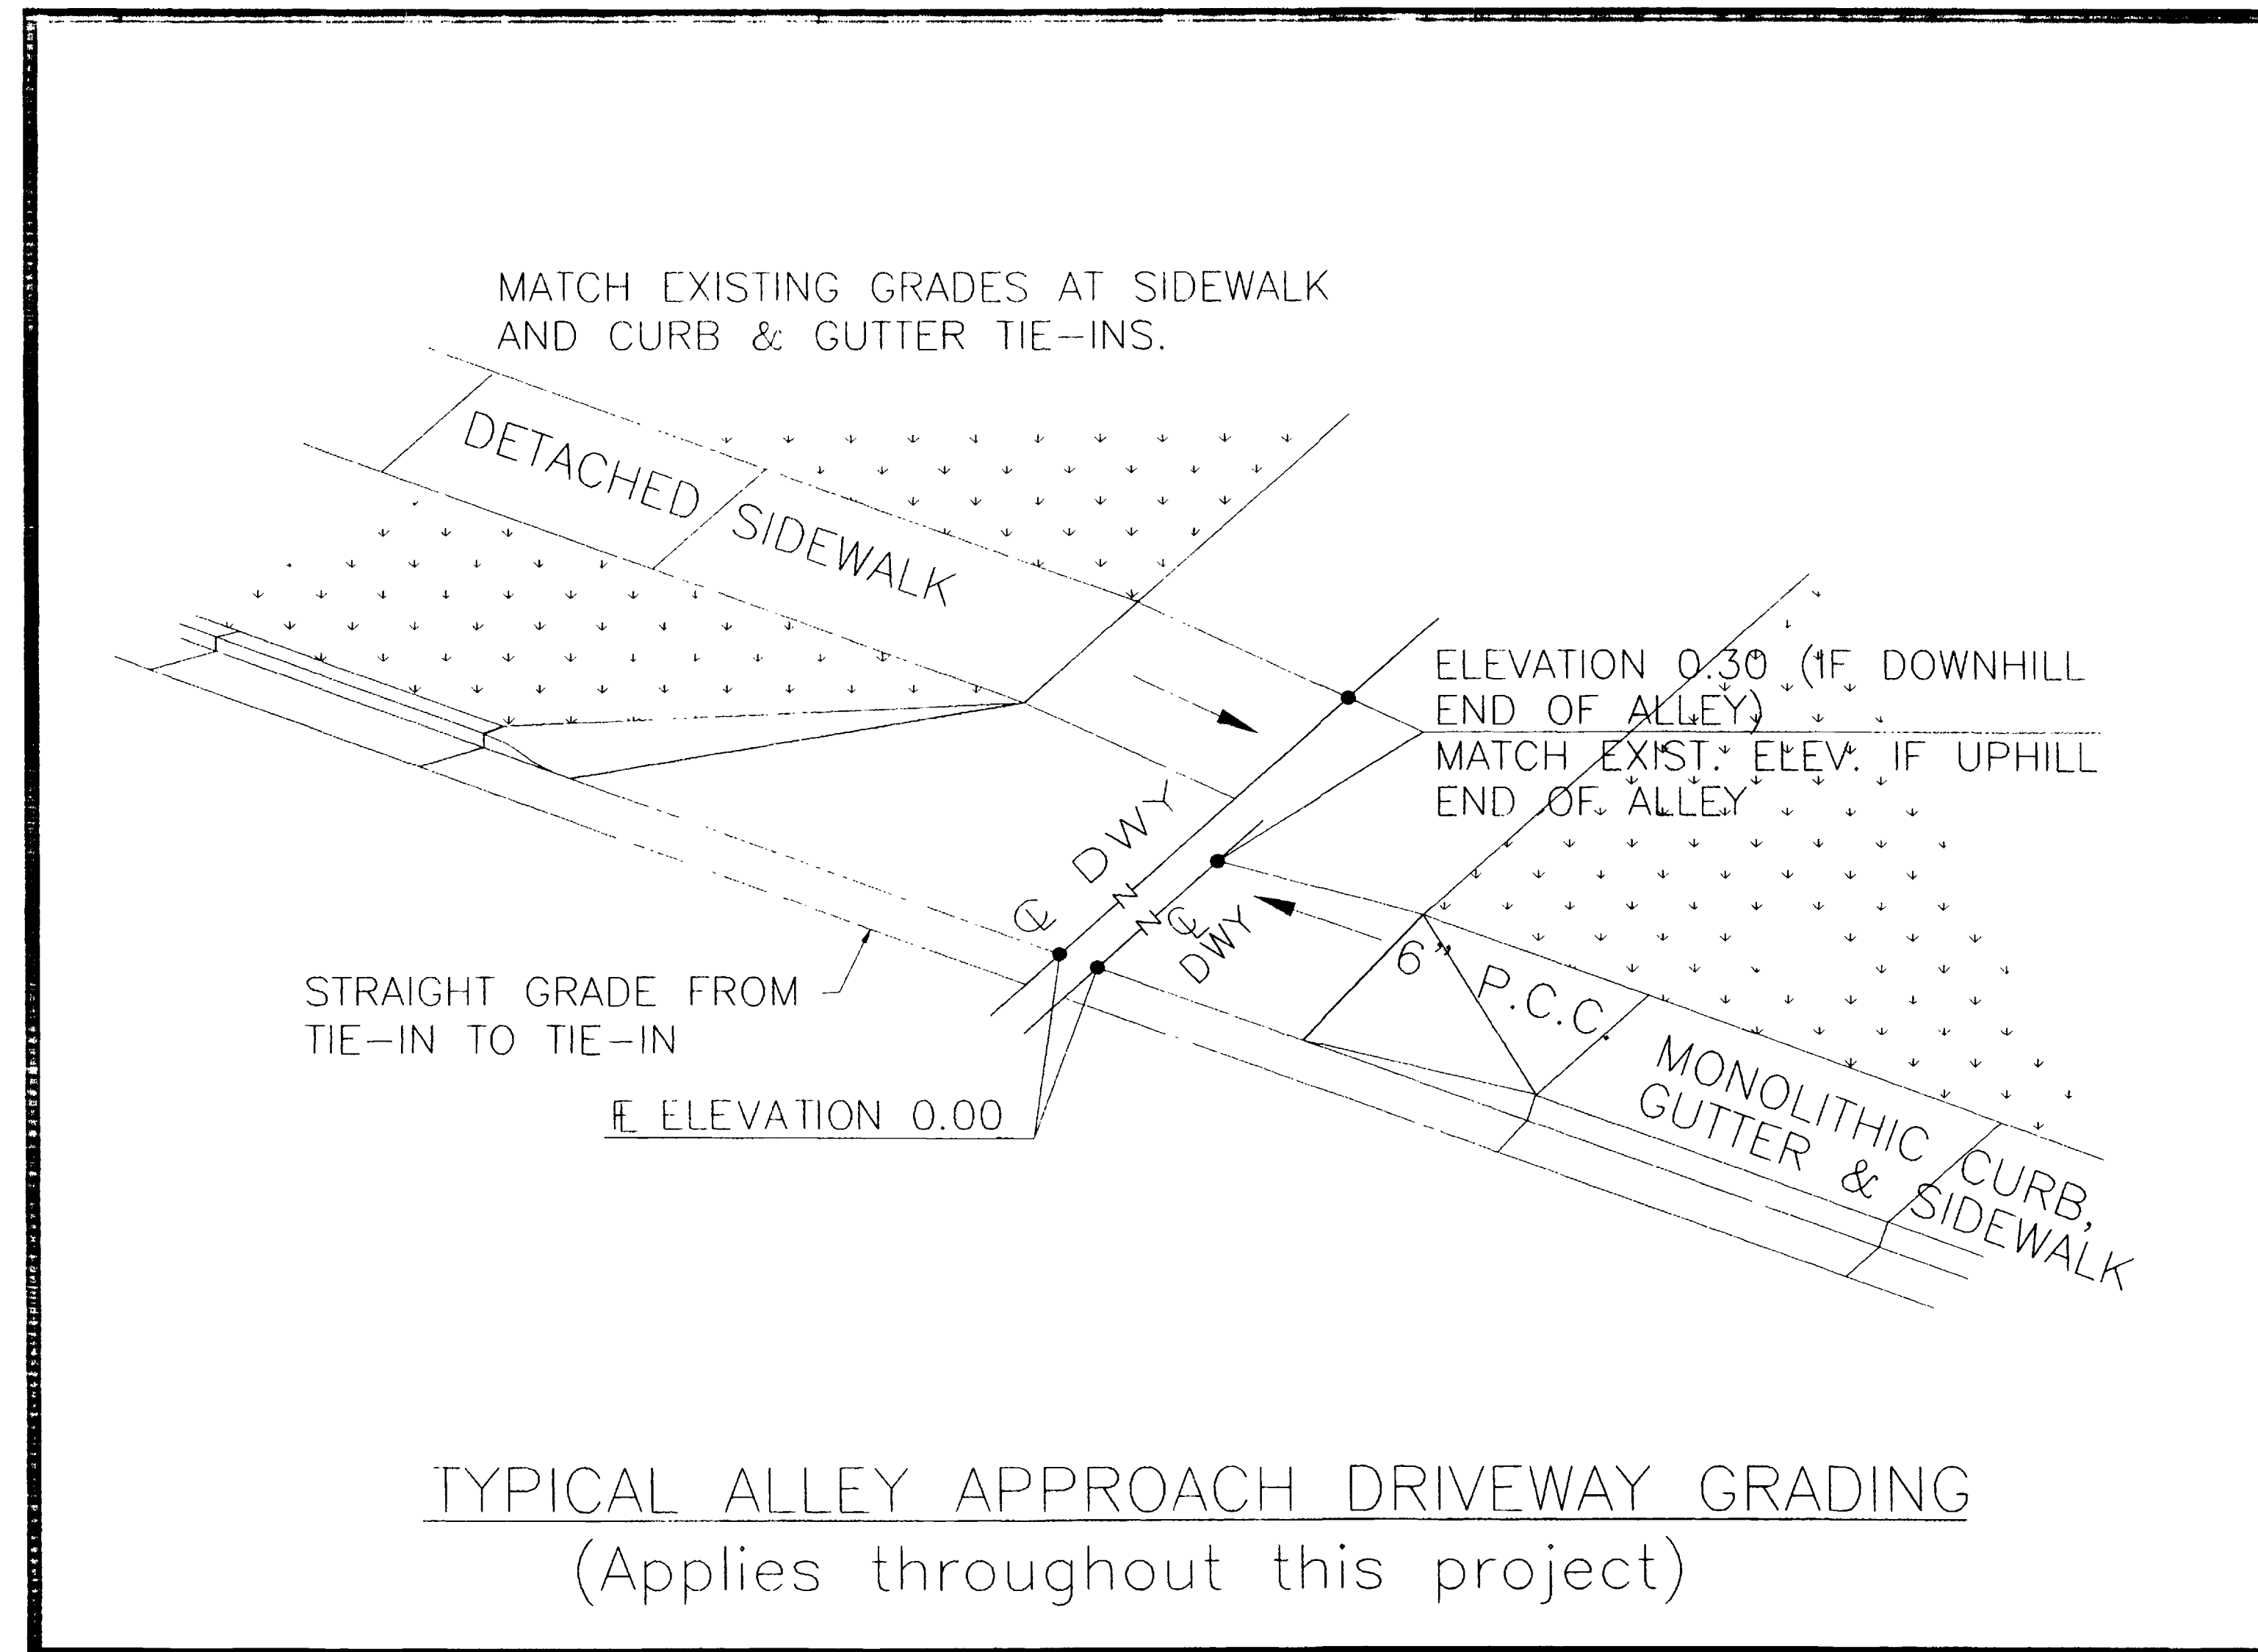 MATCH EXISTING GRADES AT SIDEWALK
AND CURB & GUTTER TIE-INS.
DETACHED SIDEWALK
ELEVATION 0.30 (IF DOWNHILL
END OF ALLEY)
MATCH EXIST. ELEV. IF UPHILL
END OF ALLEY
℄ DWY
℄
DWY
6" P.C.C.
MONOLITHIC CURB,
GUTTER & SIDEWALK
STRAIGHT GRADE FROM
TIE-IN TO TIE-IN
FL ELEVATION 0.00
TYPICAL ALLEY APPROACH DRIVEWAY GRADING
(Applies throughout this project)